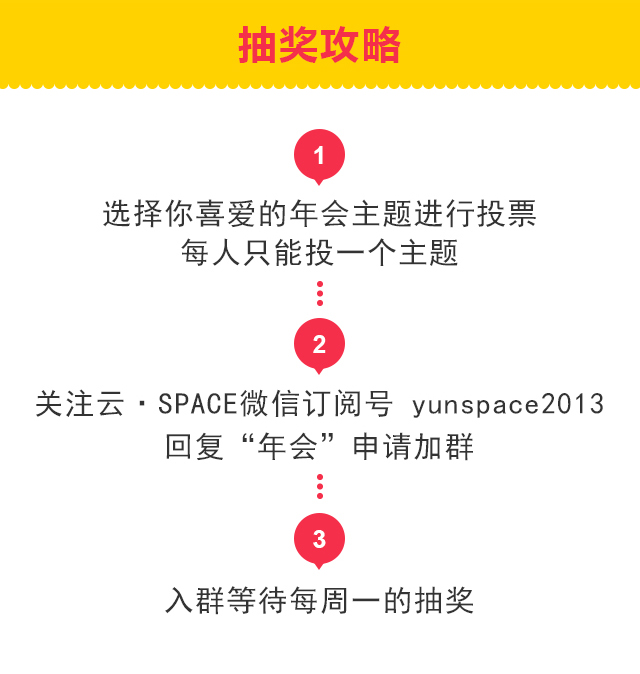 抽奖攻略
1
选择你喜爱的年会主题进行投票
每人只能投一个主题
2
关注云·SPACE微信订阅号 yunspace2013
回复“年会”申请加群
3
入群等待每周一的抽奖